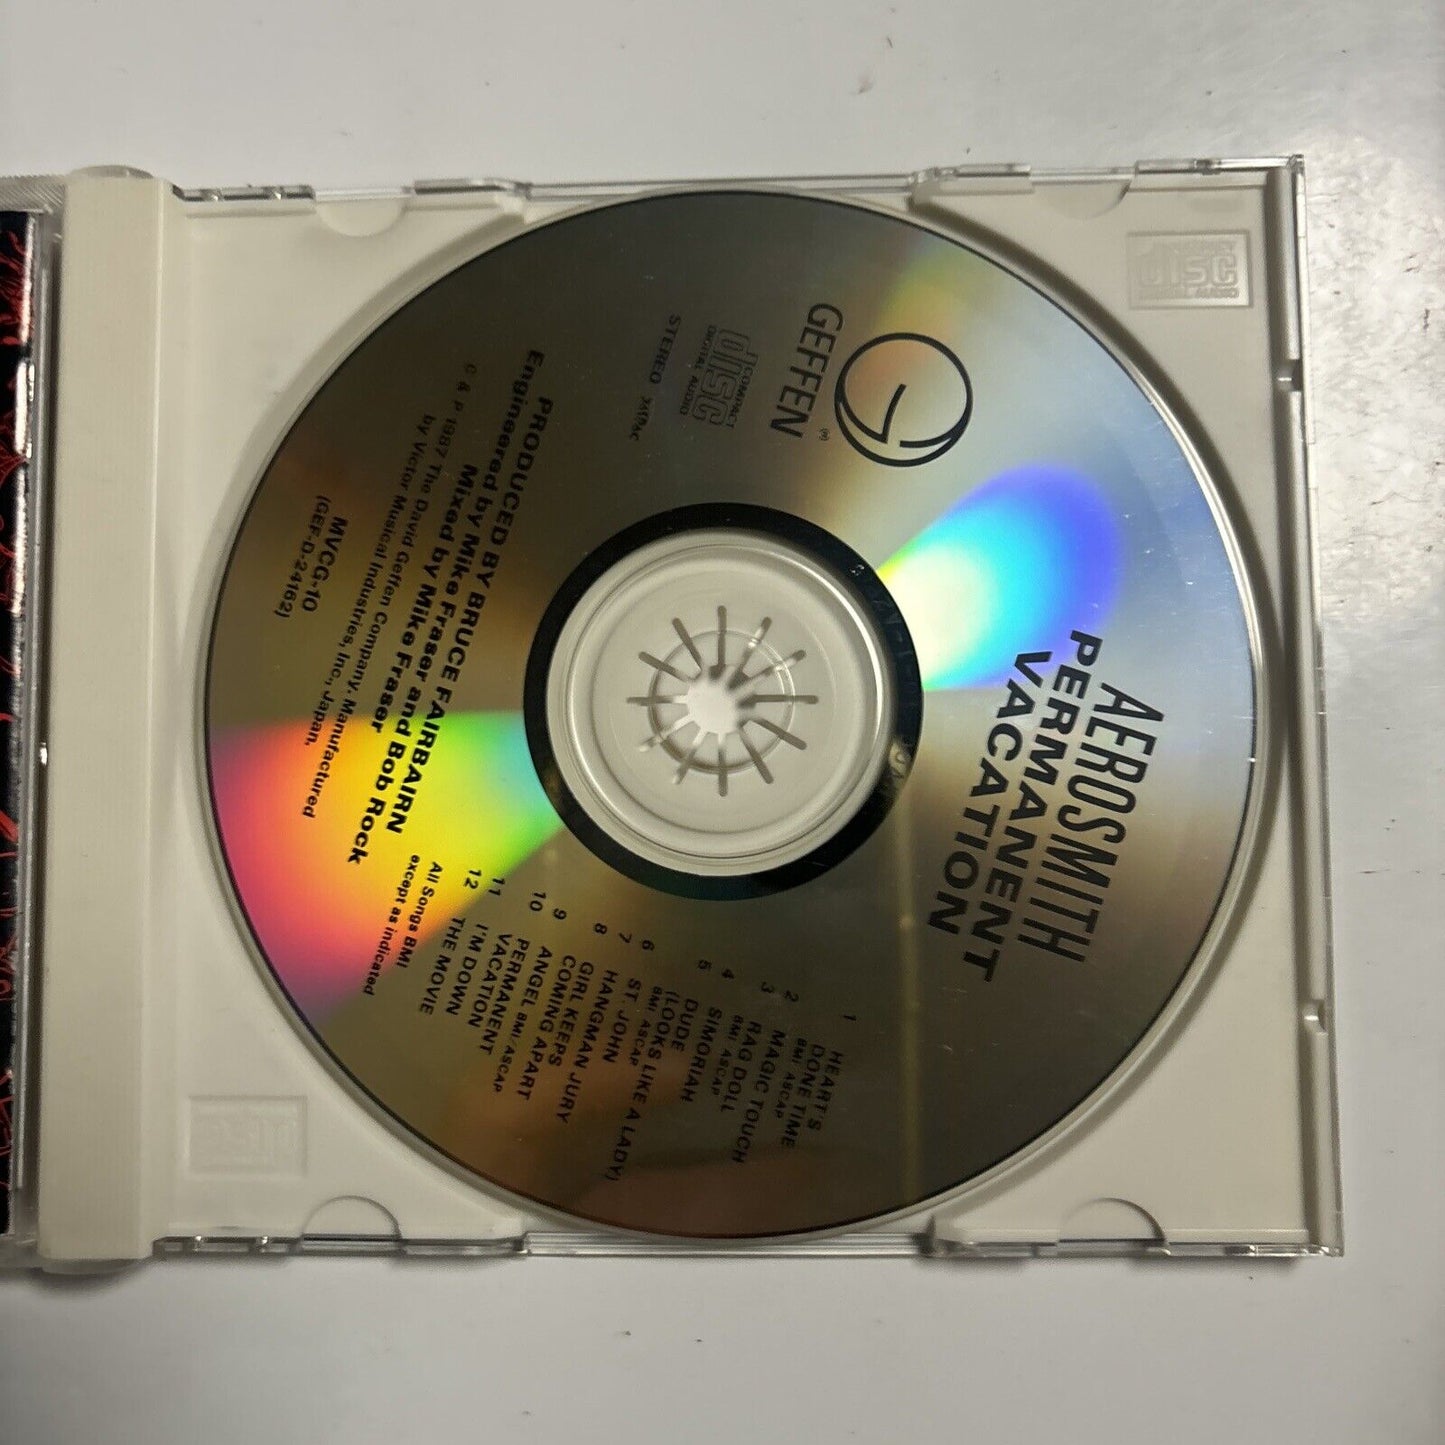 AEROSMITH
PERMANENT
VACATION
GEFFEN
(R)
COMPACT
disc
DIGITAL AUDIO
STEREO
1 HEART'S
DONE TIME
BMI ASCAP
2 MAGIC TOUCH
3 RAG DOLL
BMI ASCAP
4 SIMORIAH
5 DUDE
(LOOKS LIKE A LADY)
BMI ASCAP
6 ST. JOHN
7 HANGMAN JURY
8 GIRL KEEPS
COMING APART
9 ANGEL BMI/ASCAP
10 PERMANENT
VACATION
11 I'M DOWN
12 THE MOVIE
All Songs BMI
except as indicated
PRODUCED BY BRUCE FAIRBAIRN
Engineered by Mike Fraser and Bob Rock
Mixed by Mike Fraser
C & P 1987 The David Geffen Company. Manufactured
by Victor Musical Industries, Inc., Japan.
MVCG-10
(GEF-D-24162)
disc